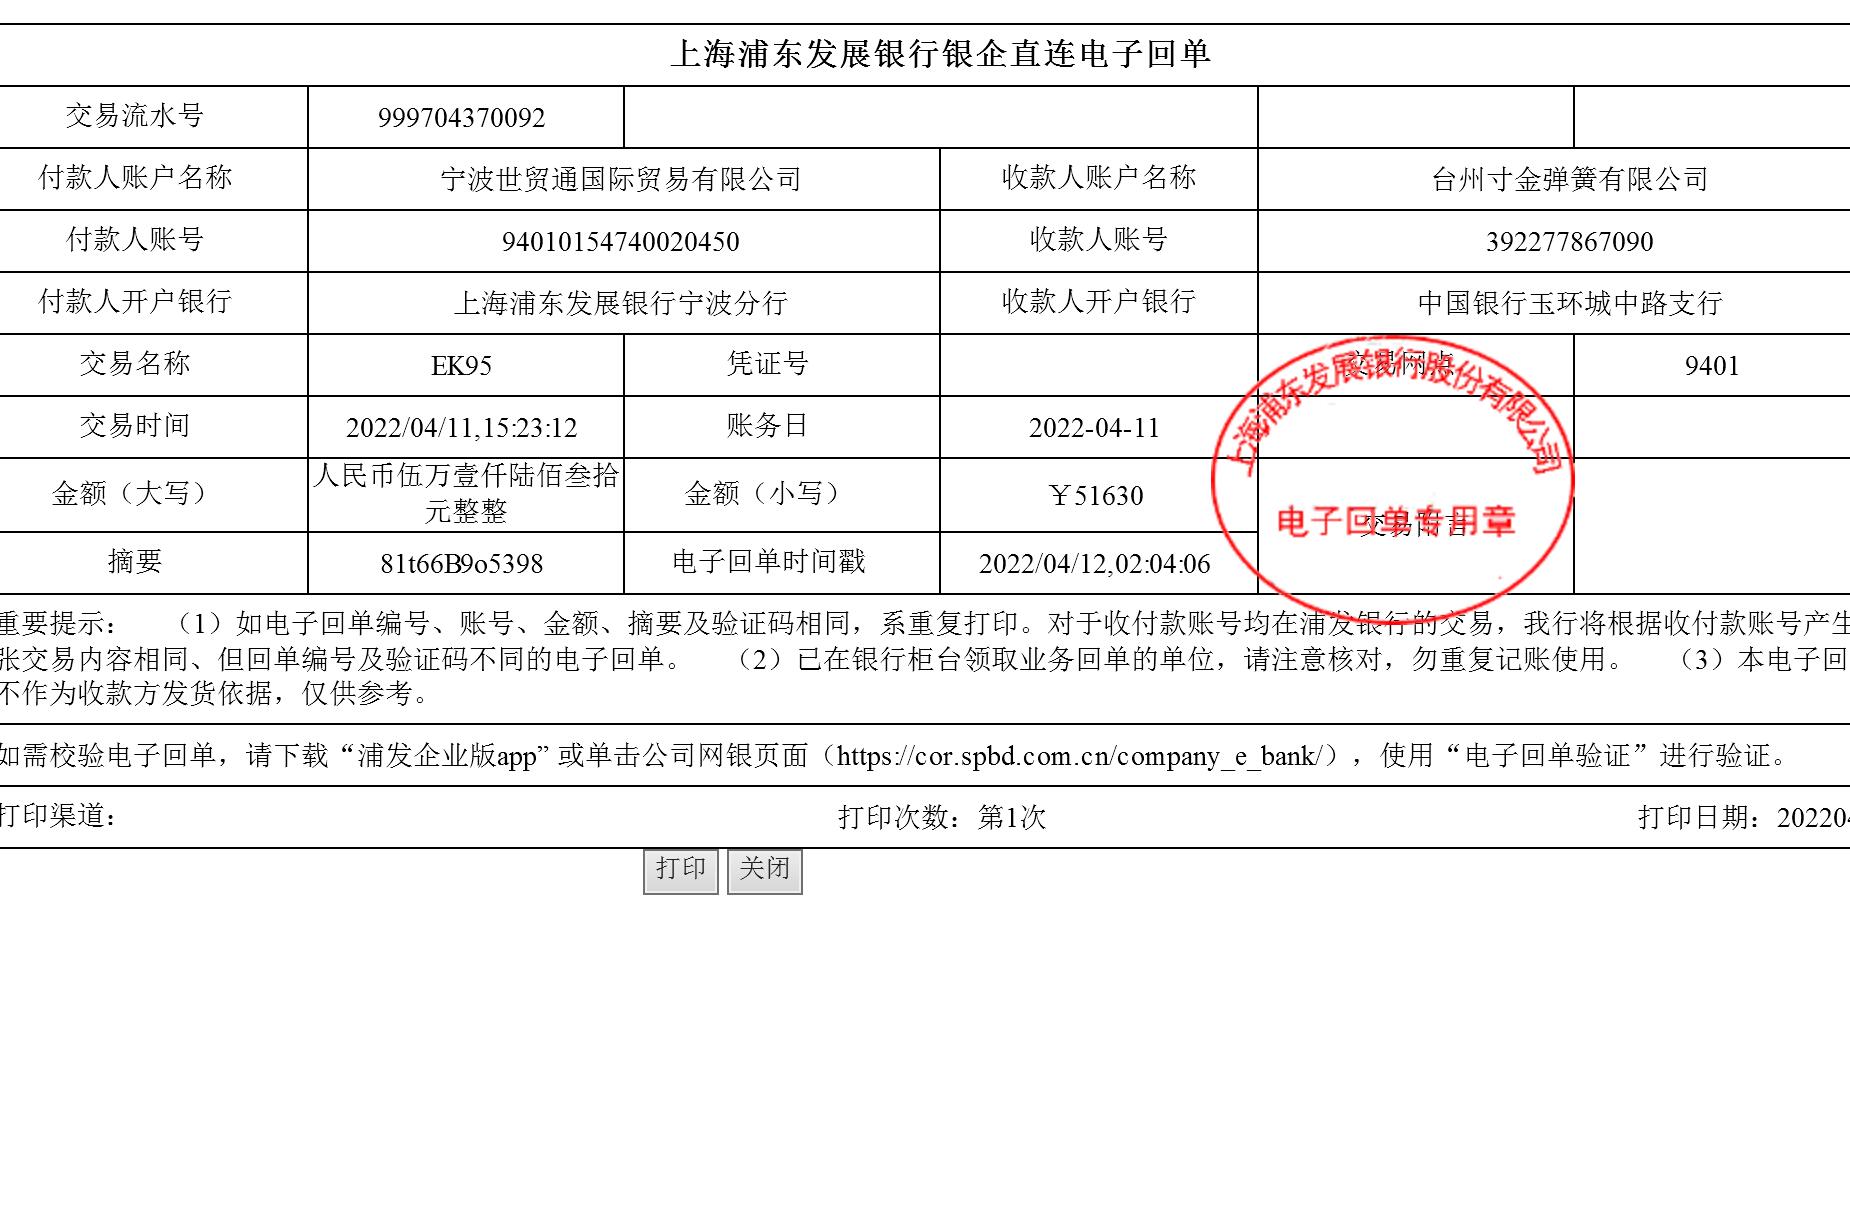 上海浦东发展银行银企直连电子回单
交易流水号 999704370092
付款人账户名称 宁波世贸通国际贸易有限公司 收款人账户名称 台州寸金弹簧有限公司
付款人账号 94010154740020450 收款人账号 392277867090
付款人开户银行 上海浦东发展银行宁波分行 收款人开户银行 中国银行玉环城中路支行
交易名称 EK95 凭证号 交易网点 9401
交易时间 2022/04/11,15:23:12 账务日 2022-04-11
金额（大写） 人民币伍万壹仟陆佰叁拾
元整整 金额（小写） ￥51630
交易附言
摘要 81t66B9o5398 电子回单时间戳 2022/04/12,02:04:06
上海浦东发展银行股份有限公司
电子回单专用章
重要提示： （1）如电子回单编号、账号、金额、摘要及验证码相同，系重复打印。对于收付款账号均在浦发银行的交易，我行将根据收付款账号产生
张交易内容相同、但回单编号及验证码不同的电子回单。 （2）已在银行柜台领取业务回单的单位，请注意核对，勿重复记账使用。 （3）本电子回
不作为收款方发货依据，仅供参考。
如需校验电子回单，请下载“浦发企业版app”或单击公司网银页面（https://cor.spbd.com.cn/company_e_bank/），使用“电子回单验证”进行验证。
打印渠道： 打印次数：第1次 打印日期：202204
打印 关闭